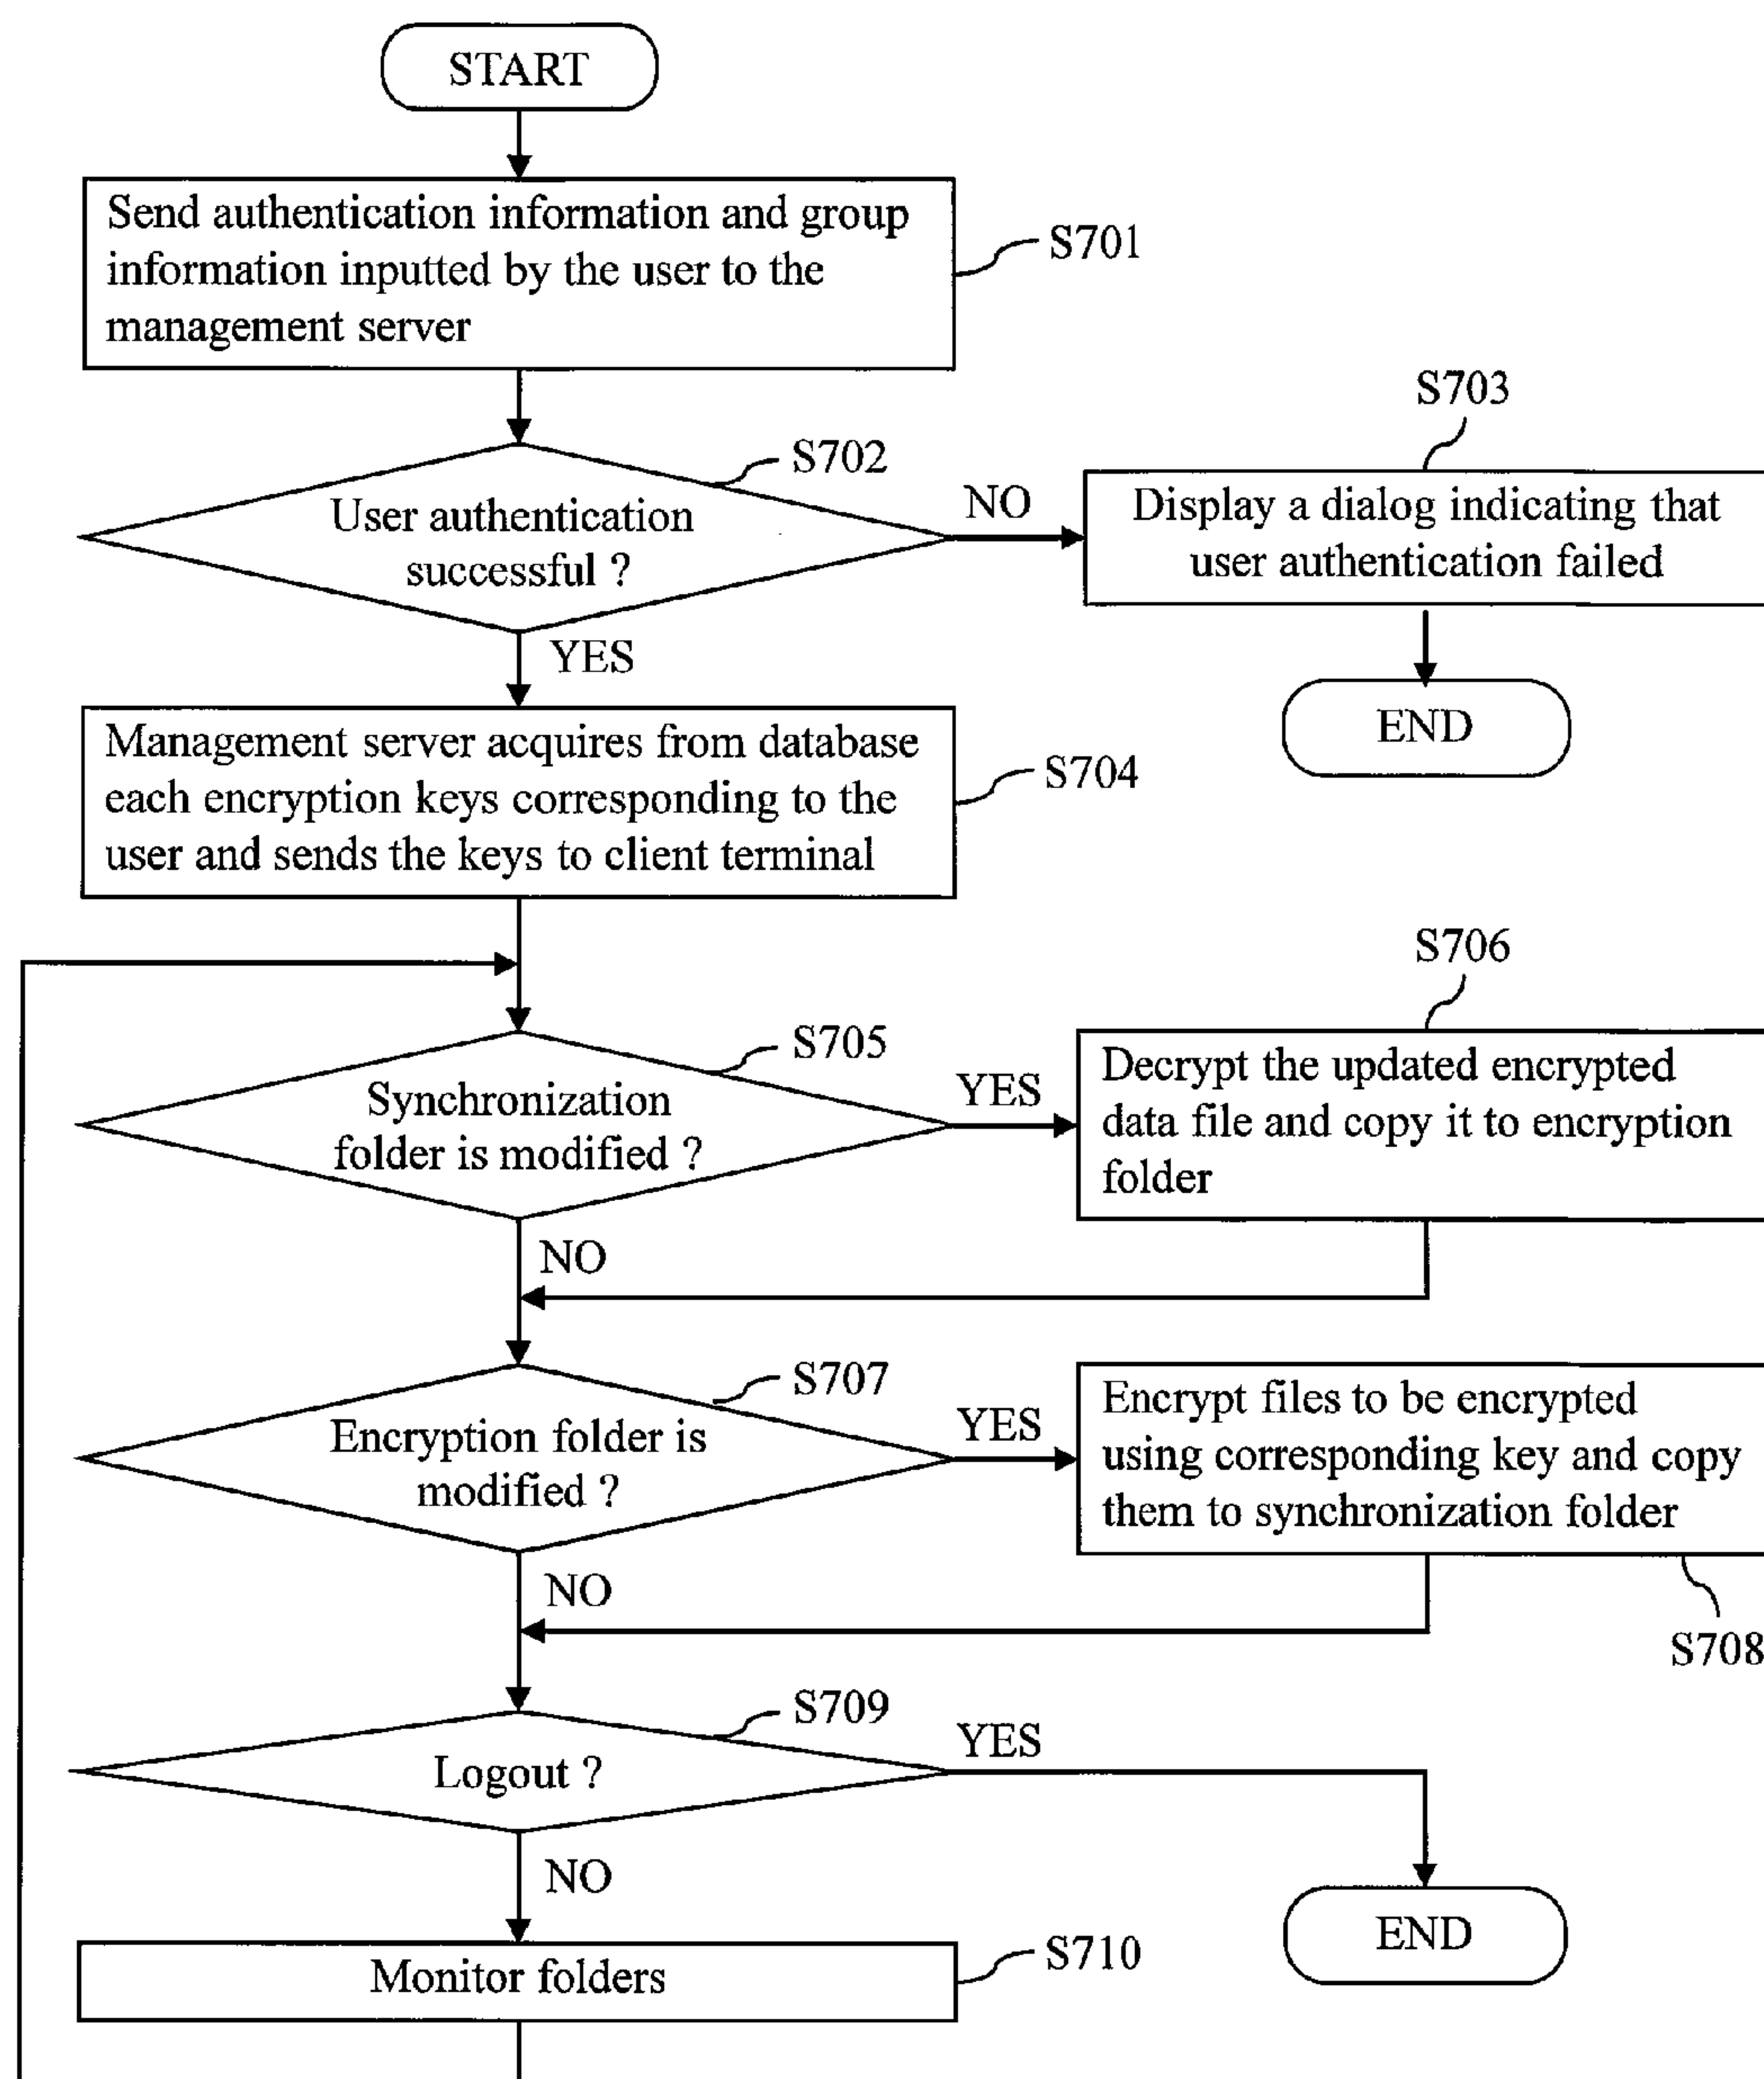 START
Send authentication information and group
information inputted by the user to the
management server
S701
S703
S702
User authentication
successful ?
NO
Display a dialog indicating that
user authentication failed
YES
END
Management server acquires from database
each encryption keys corresponding to the
user and sends the keys to client terminal
S704
S706
S705
Synchronization
folder is modified ?
YES
Decrypt the updated encrypted
data file and copy it to encryption
folder
NO
S707
Encryption folder is
modified ?
YES
Encrypt files to be encrypted
using corresponding key and copy
them to synchronization folder
NO
S708
S709
Logout ?
YES
NO
END
Monitor folders
S710